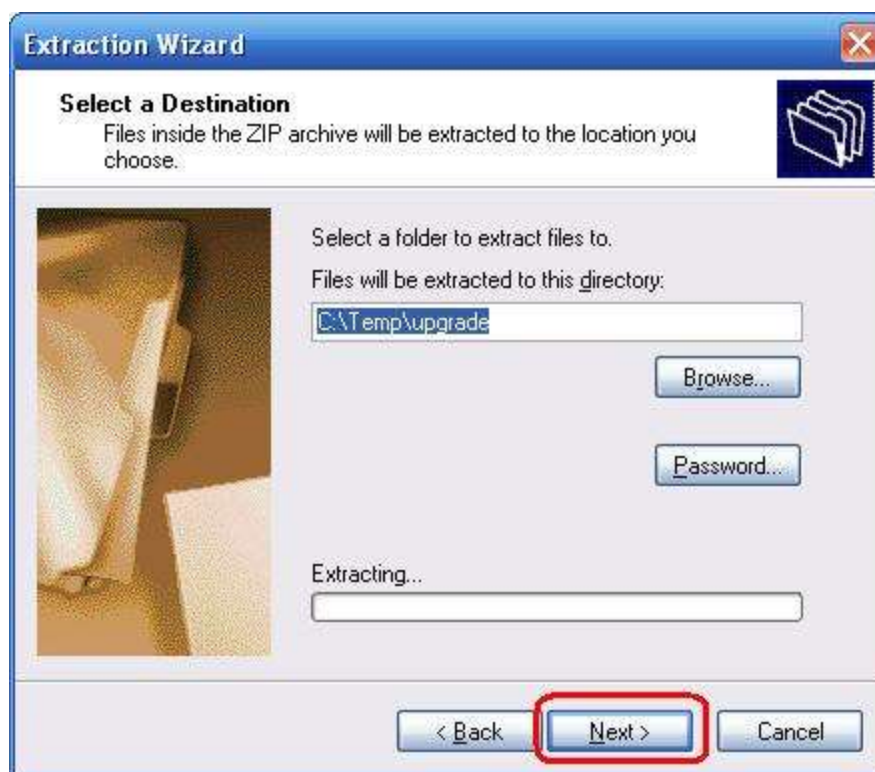 Extraction Wizard
Select a Destination
Files inside the ZIP archive will be extracted to the location you
choose.
Select a folder to extract files to.
Files will be extracted to this directory:
C:\Temp\upgrade
Browse...
Password...
Extracting...
< Back
Next >
Cancel